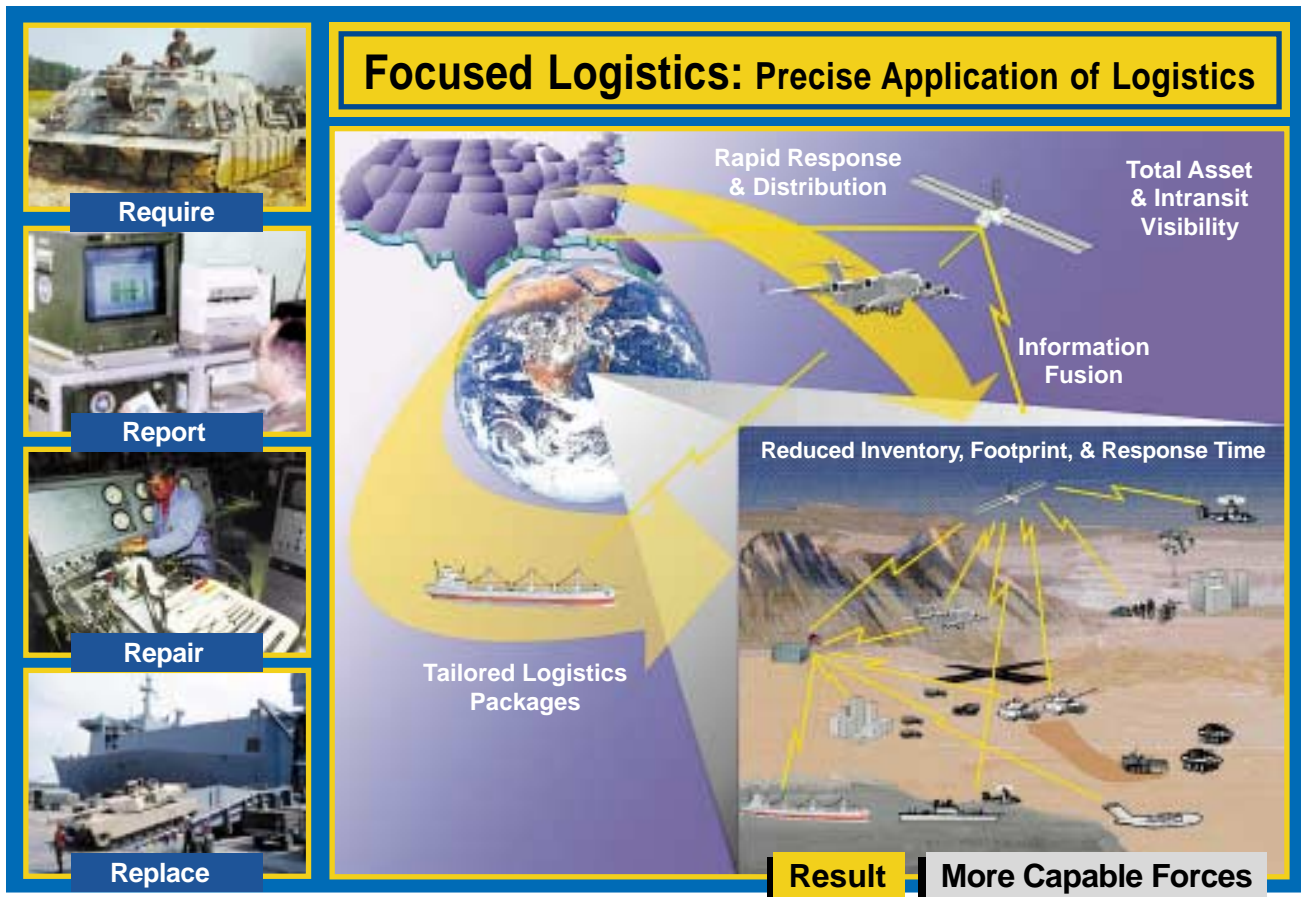 Focused Logistics: Precise Application of Logistics
Require
Report
Repair
Replace
Rapid Response
& Distribution
Total Asset
& Intransit
Visibility
Information
Fusion
Reduced Inventory, Footprint, & Response Time
Tailored Logistics
Packages
Result
More Capable Forces